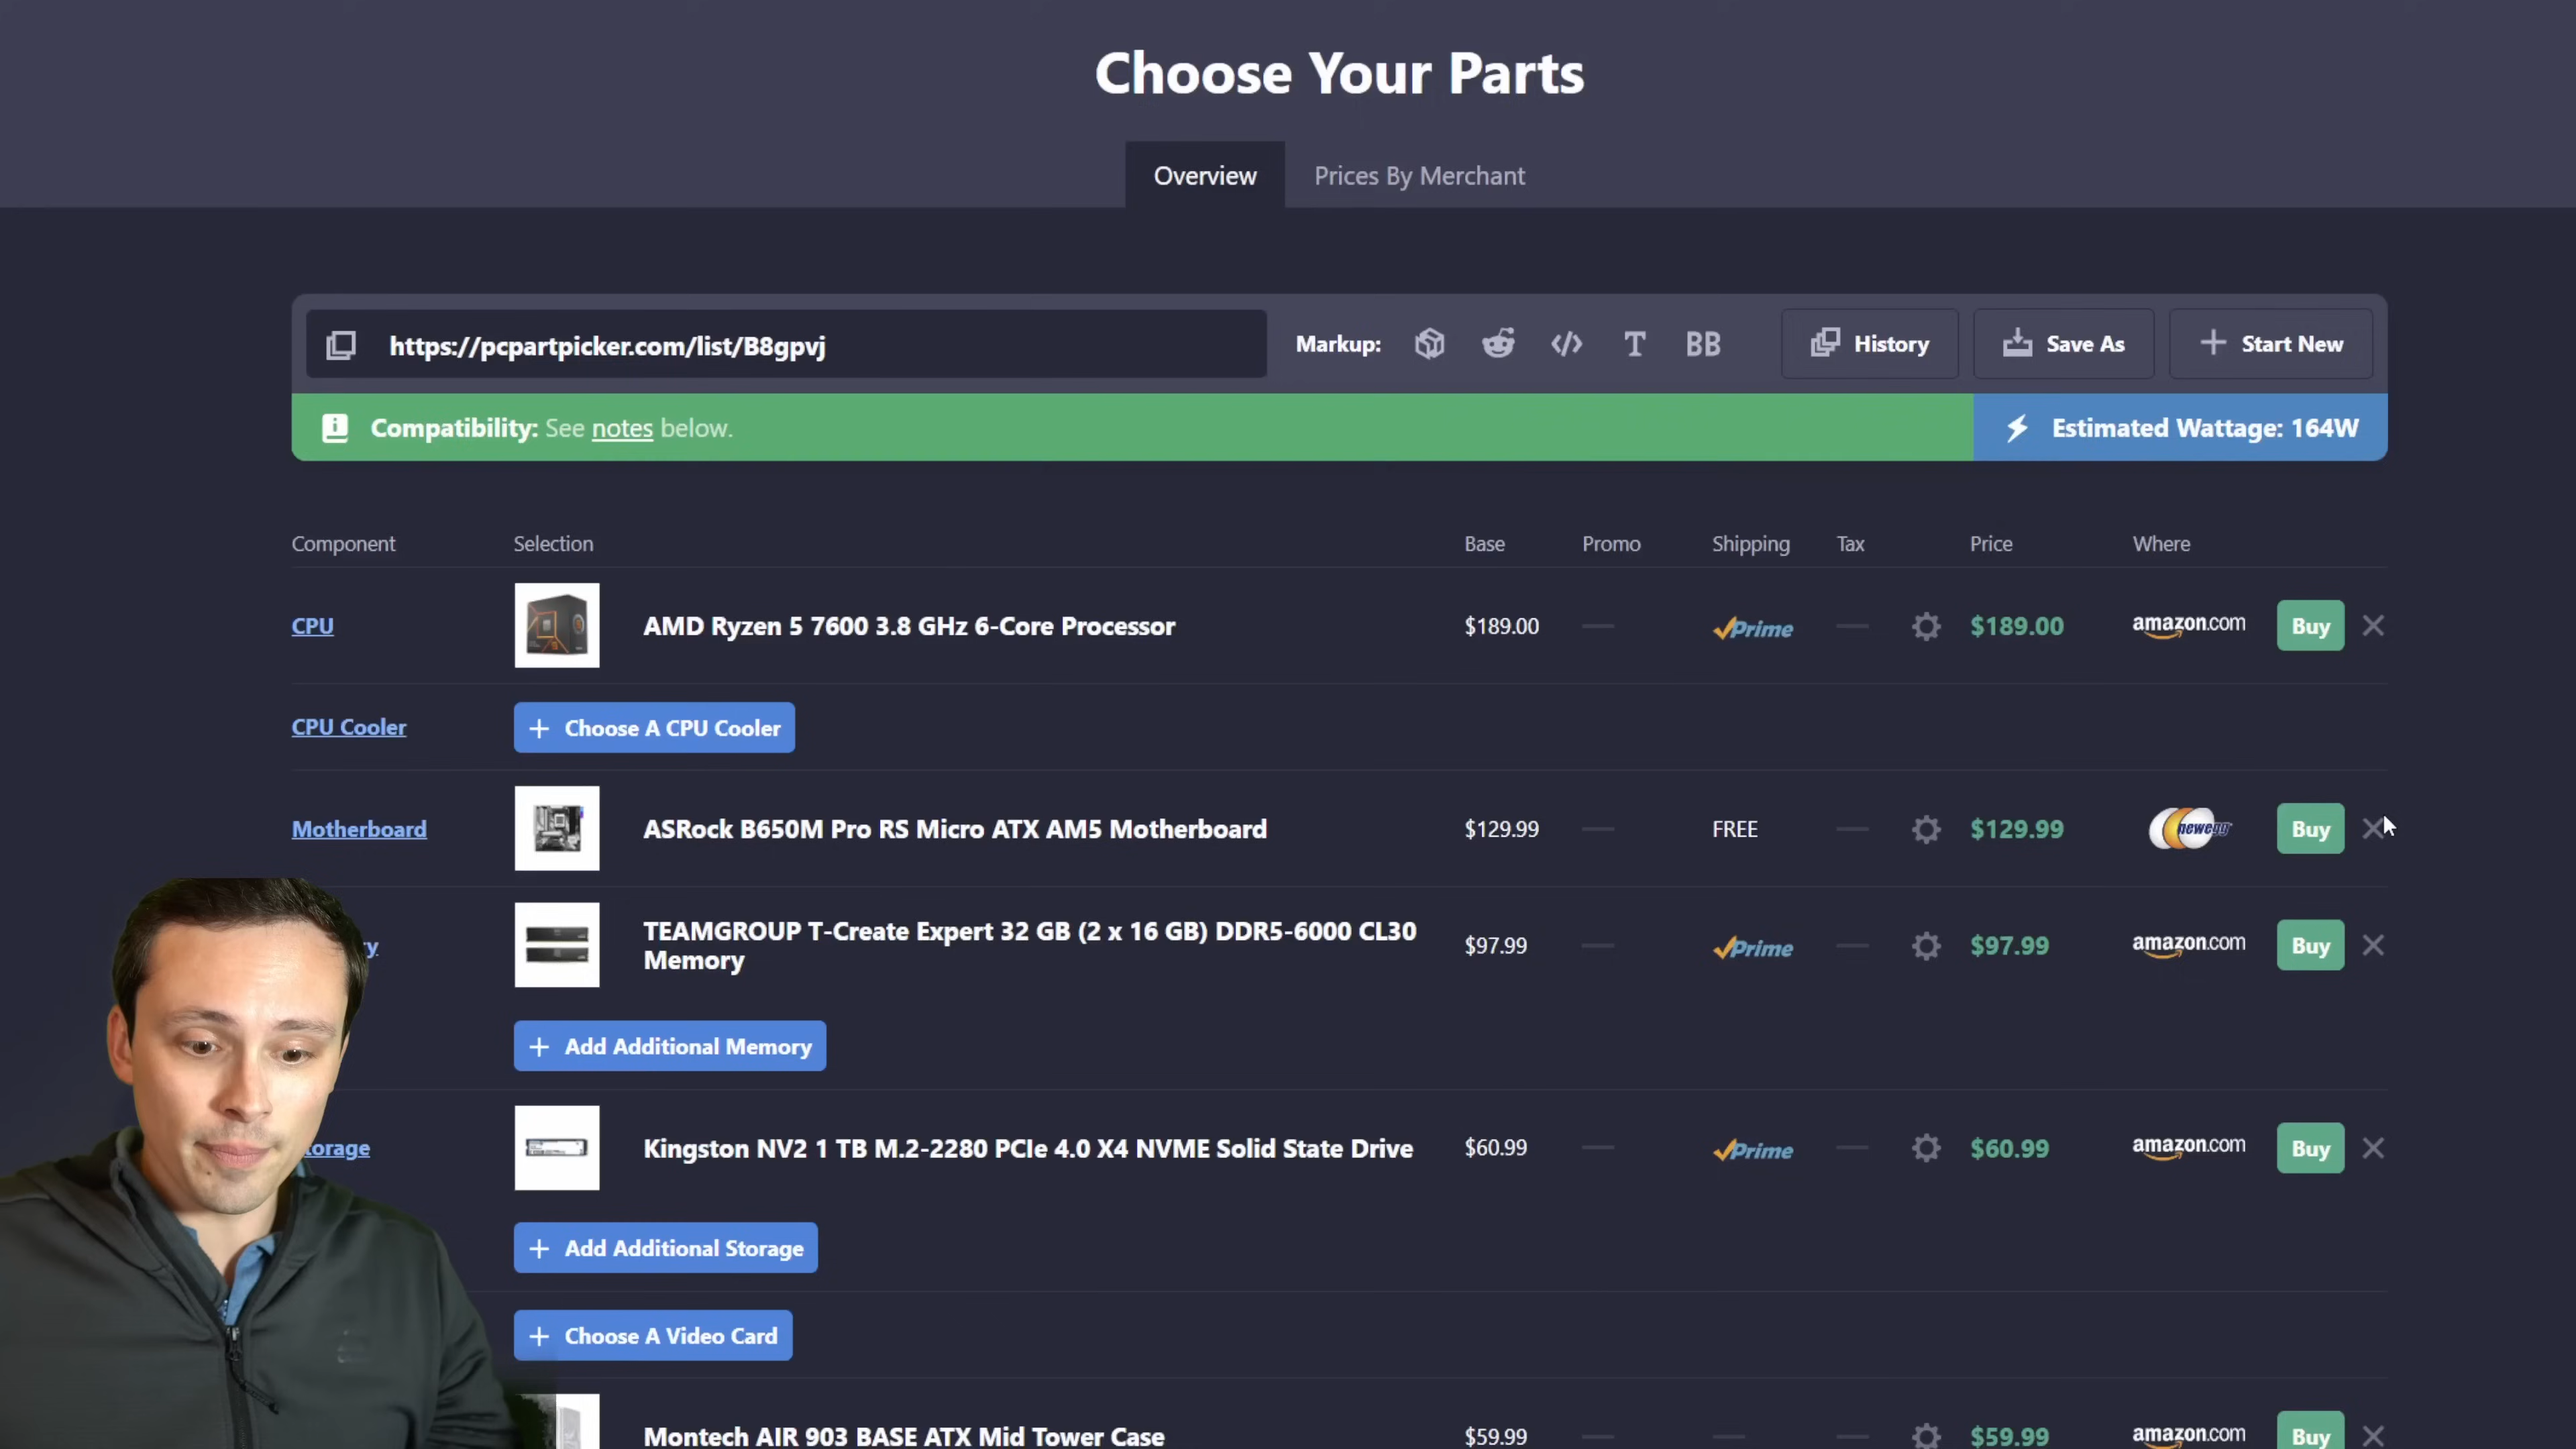 Choose Your Parts
Overview
Prices By Merchant
https://pcpartpicker.com/list/B8gpvj
Markup:
T
BB
History
Save As
+ Start New
Compatibility: See notes below.
Estimated Wattage: 164W
Component
Selection
Base
Promo
Shipping
Tax
Price
Where
CPU
AMD Ryzen 5 7600 3.8 GHz 6-Core Processor
$189.00
Prime
$189.00
amazon.com
Buy
CPU Cooler
+ Choose A CPU Cooler
Motherboard
ASRock B650M Pro RS Micro ATX AM5 Motherboard
$129.99
FREE
$129.99
newegg
Buy
y
TEAMGROUP T-Create Expert 32 GB (2 x 16 GB) DDR5-6000 CL30
Memory
$97.99
Prime
$97.99
amazon.com
Buy
+ Add Additional Memory
torage
Kingston NV2 1 TB M.2-2280 PCIe 4.0 X4 NVME Solid State Drive
$60.99
Prime
$60.99
amazon.com
Buy
+ Add Additional Storage
+ Choose A Video Card
Montech AIR 903 BASE ATX Mid Tower Case
$59.99
$59.99
amazon.com
Buy